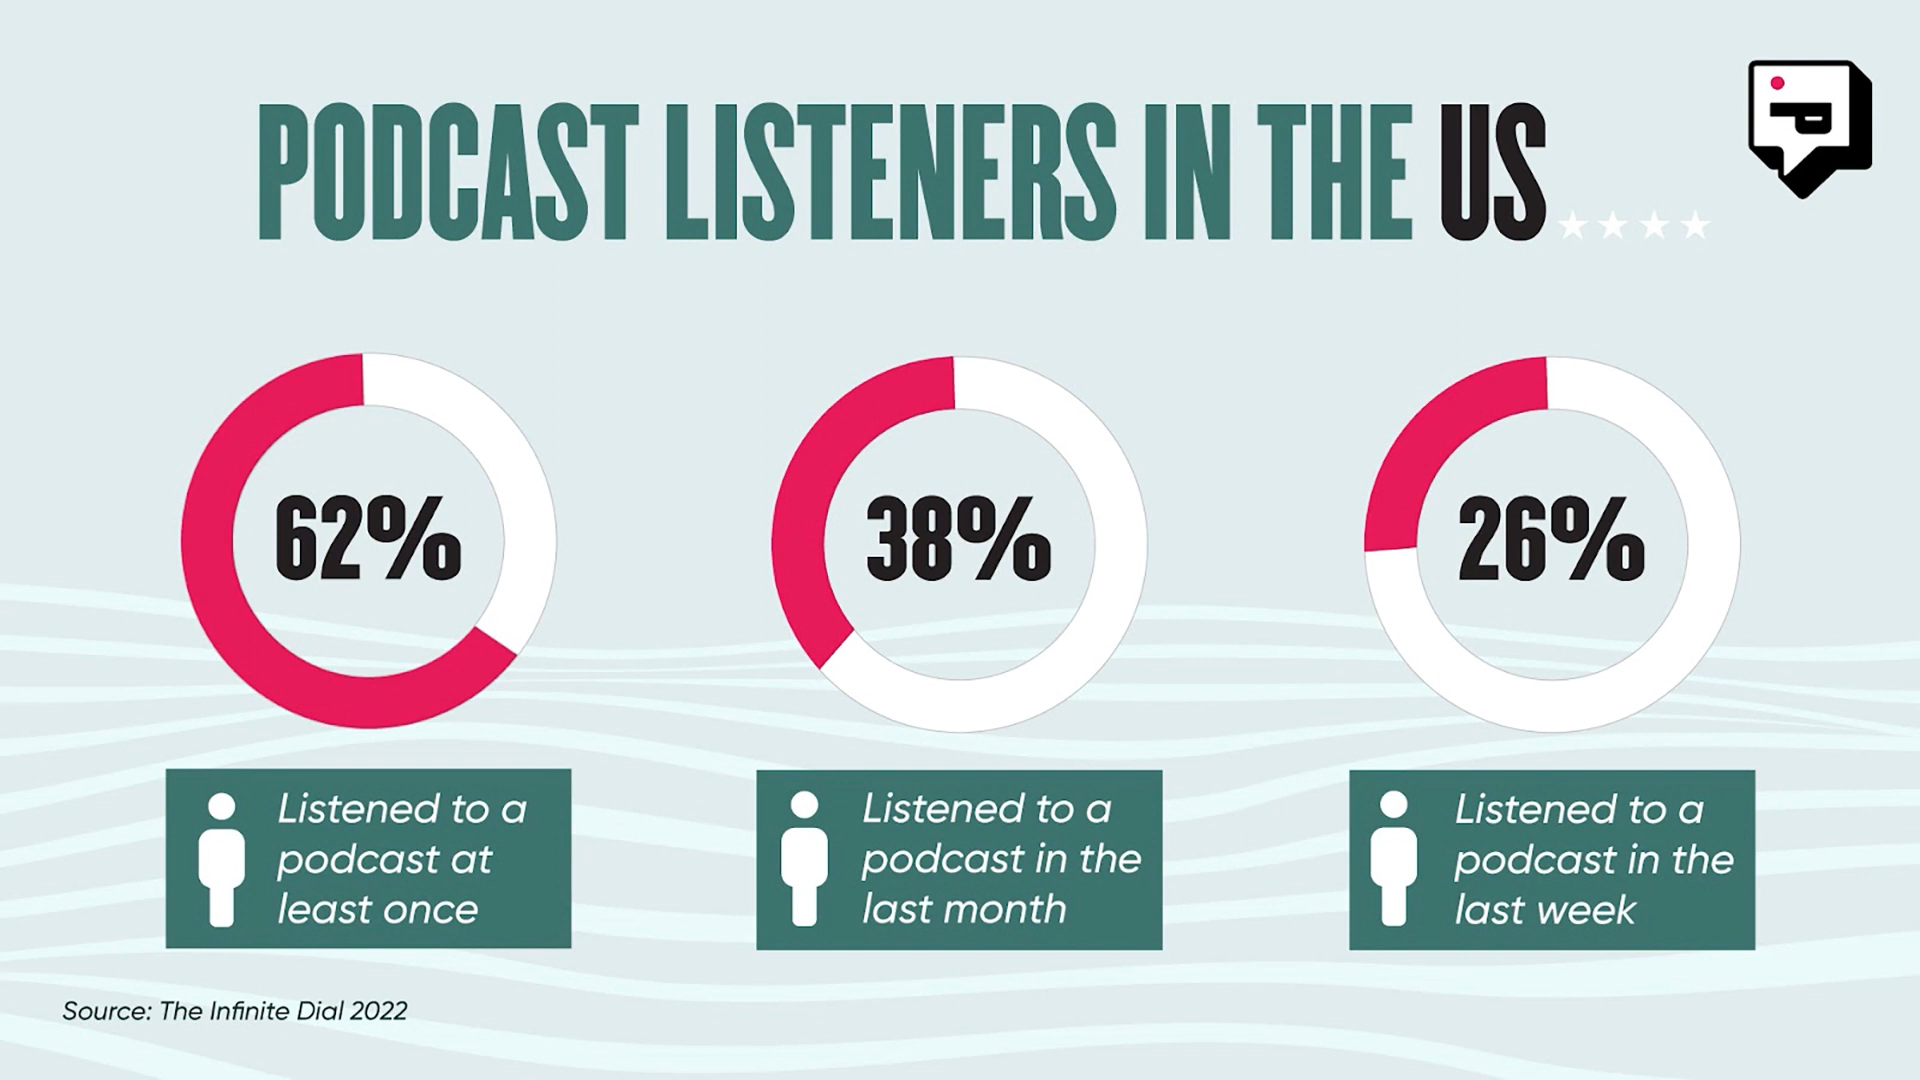 PODCAST LISTENERS IN THE US
P
62%
38%
26%
Listened to a
podcast at
least once
Listened to a
podcast in the
last month
Listened to a
podcast in the
last week
Source: The Infinite Dial 2022